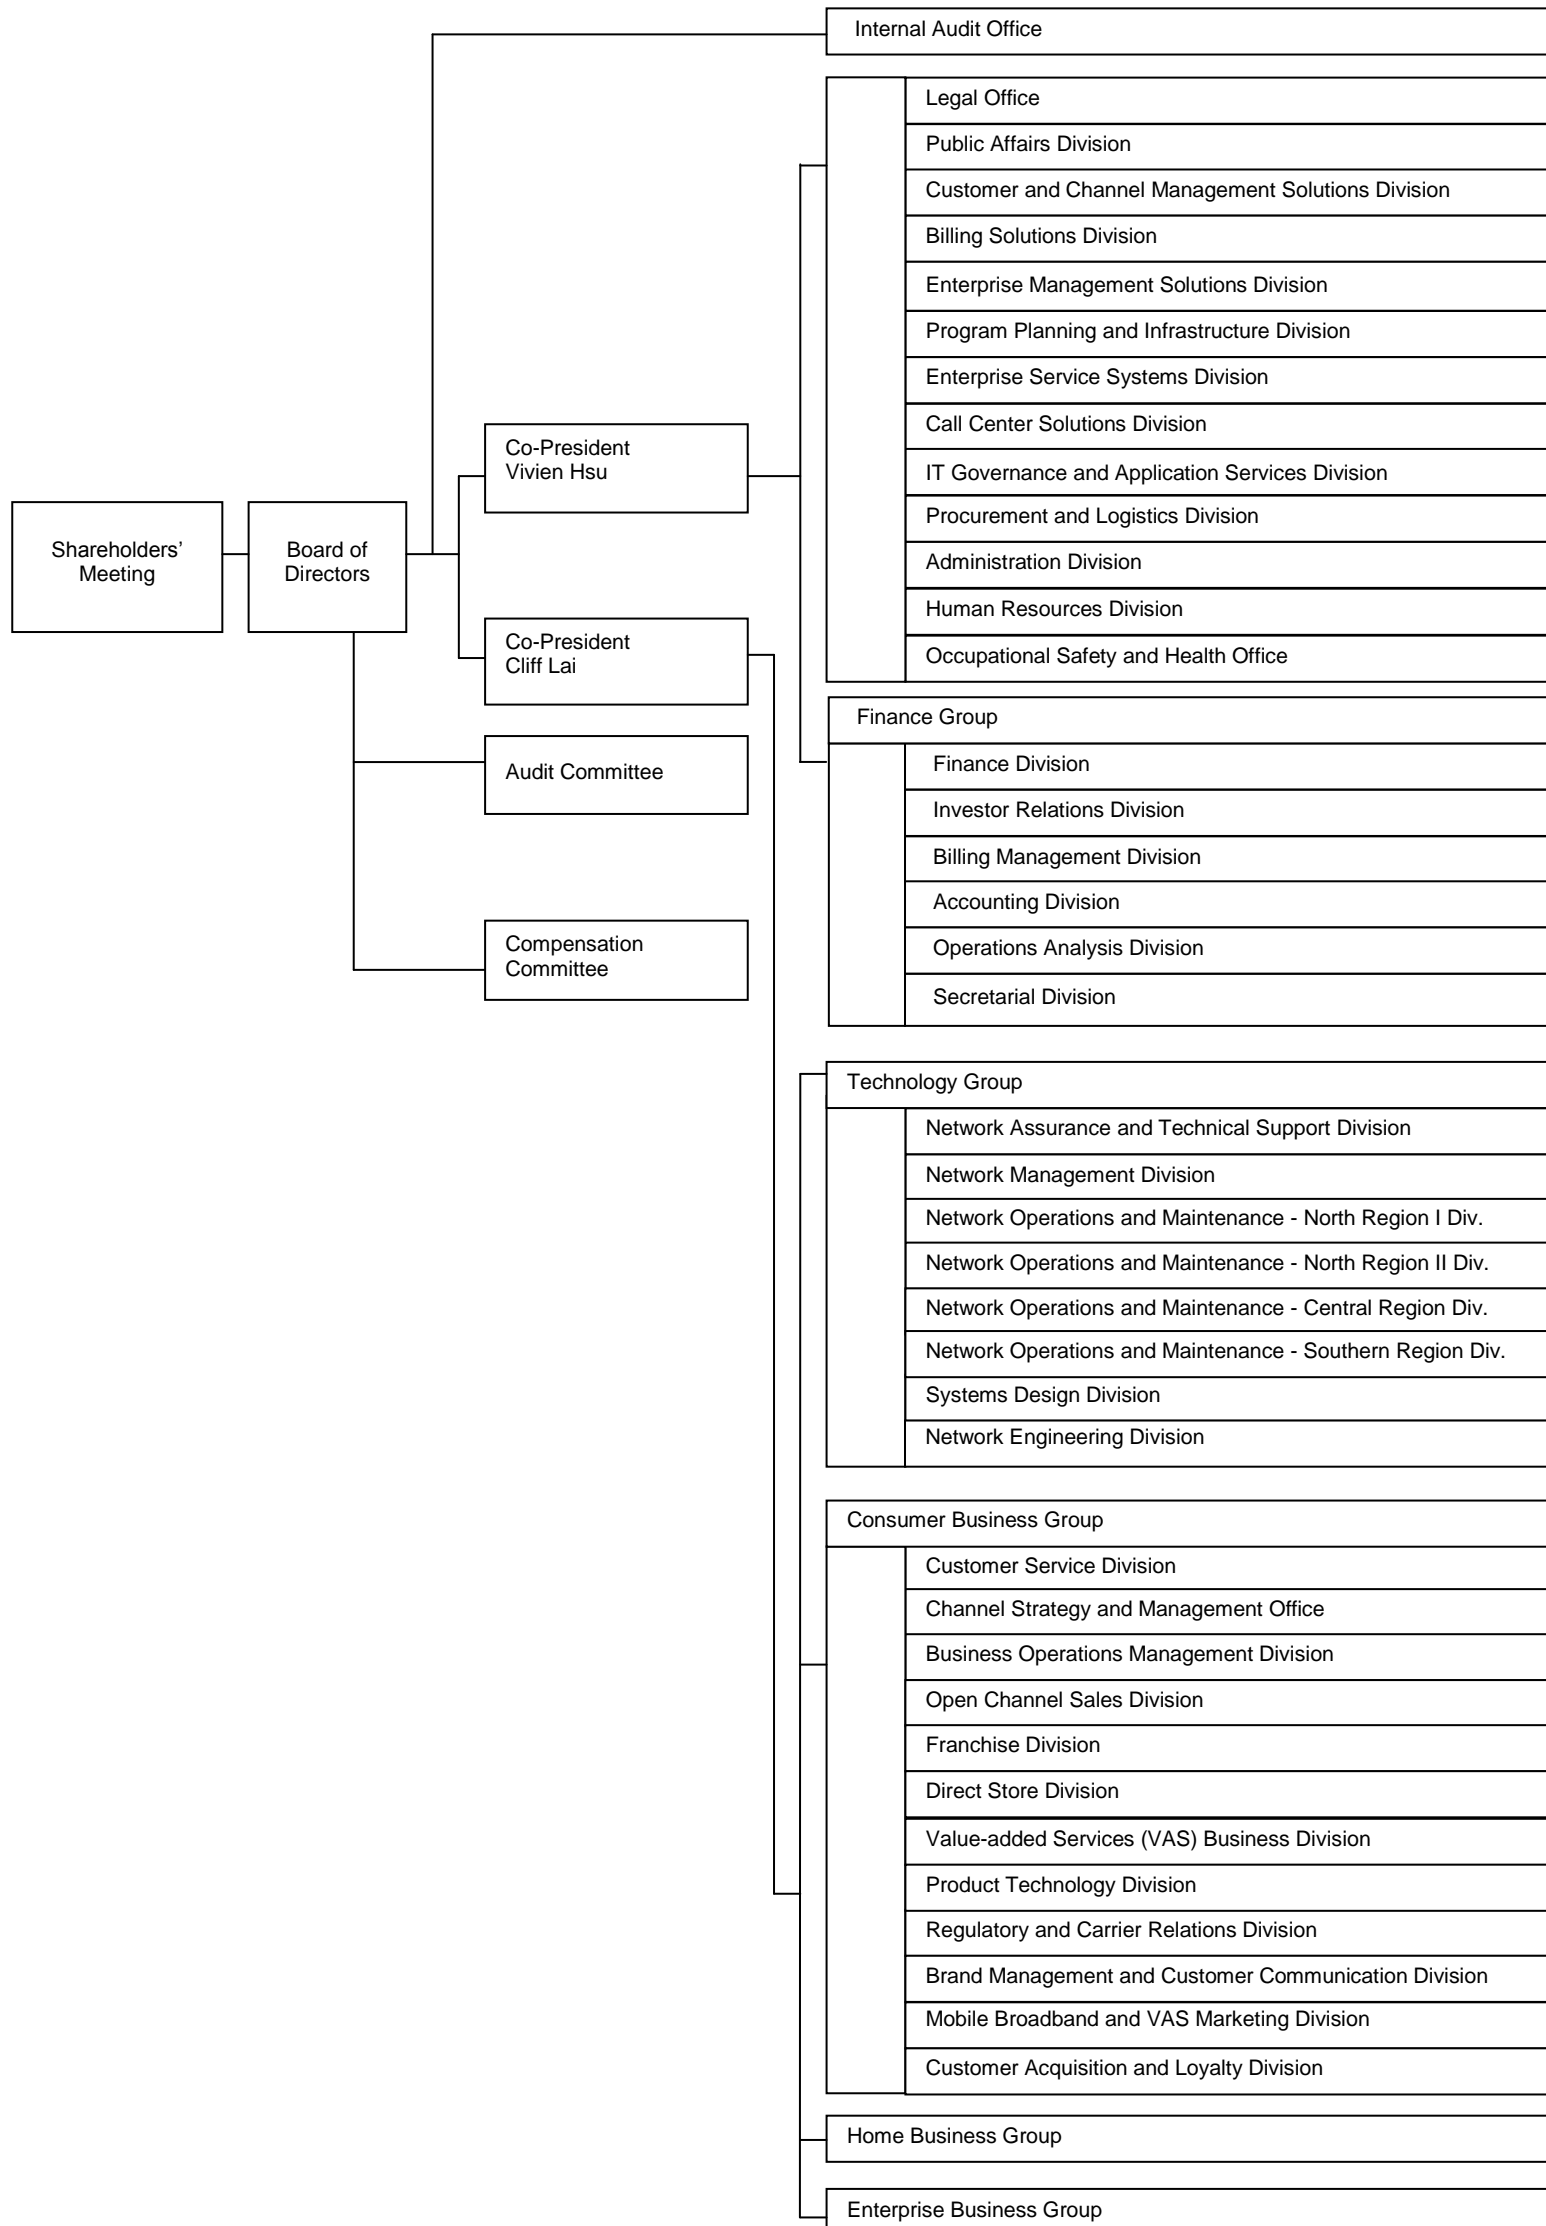 Internal Audit Office
Legal Office
Public Affairs Division
Customer and Channel Management Solutions Division
Billing Solutions Division
Enterprise Management Solutions Division
Program Planning and Infrastructure Division
Enterprise Service Systems Division
Call Center Solutions Division
IT Governance and Application Services Division
Procurement and Logistics Division
Administration Division
Human Resources Division
Occupational Safety and Health Office
Co-President
Vivien Hsu
Shareholders’
Meeting
Board of
Directors
Co-President
Cliff Lai
Audit Committee
Compensation
Committee
Finance Group
Finance Division
Investor Relations Division
Billing Management Division
Accounting Division
Operations Analysis Division
Secretarial Division
Technology Group
Network Assurance and Technical Support Division
Network Management Division
Network Operations and Maintenance - North Region I Div.
Network Operations and Maintenance - North Region II Div.
Network Operations and Maintenance - Central Region Div.
Network Operations and Maintenance - Southern Region Div.
Systems Design Division
Network Engineering Division
Consumer Business Group
Customer Service Division
Channel Strategy and Management Office
Business Operations Management Division
Open Channel Sales Division
Franchise Division
Direct Store Division
Value-added Services (VAS) Business Division
Product Technology Division
Regulatory and Carrier Relations Division
Brand Management and Customer Communication Division
Mobile Broadband and VAS Marketing Division
Customer Acquisition and Loyalty Division
Home Business Group
Enterprise Business Group